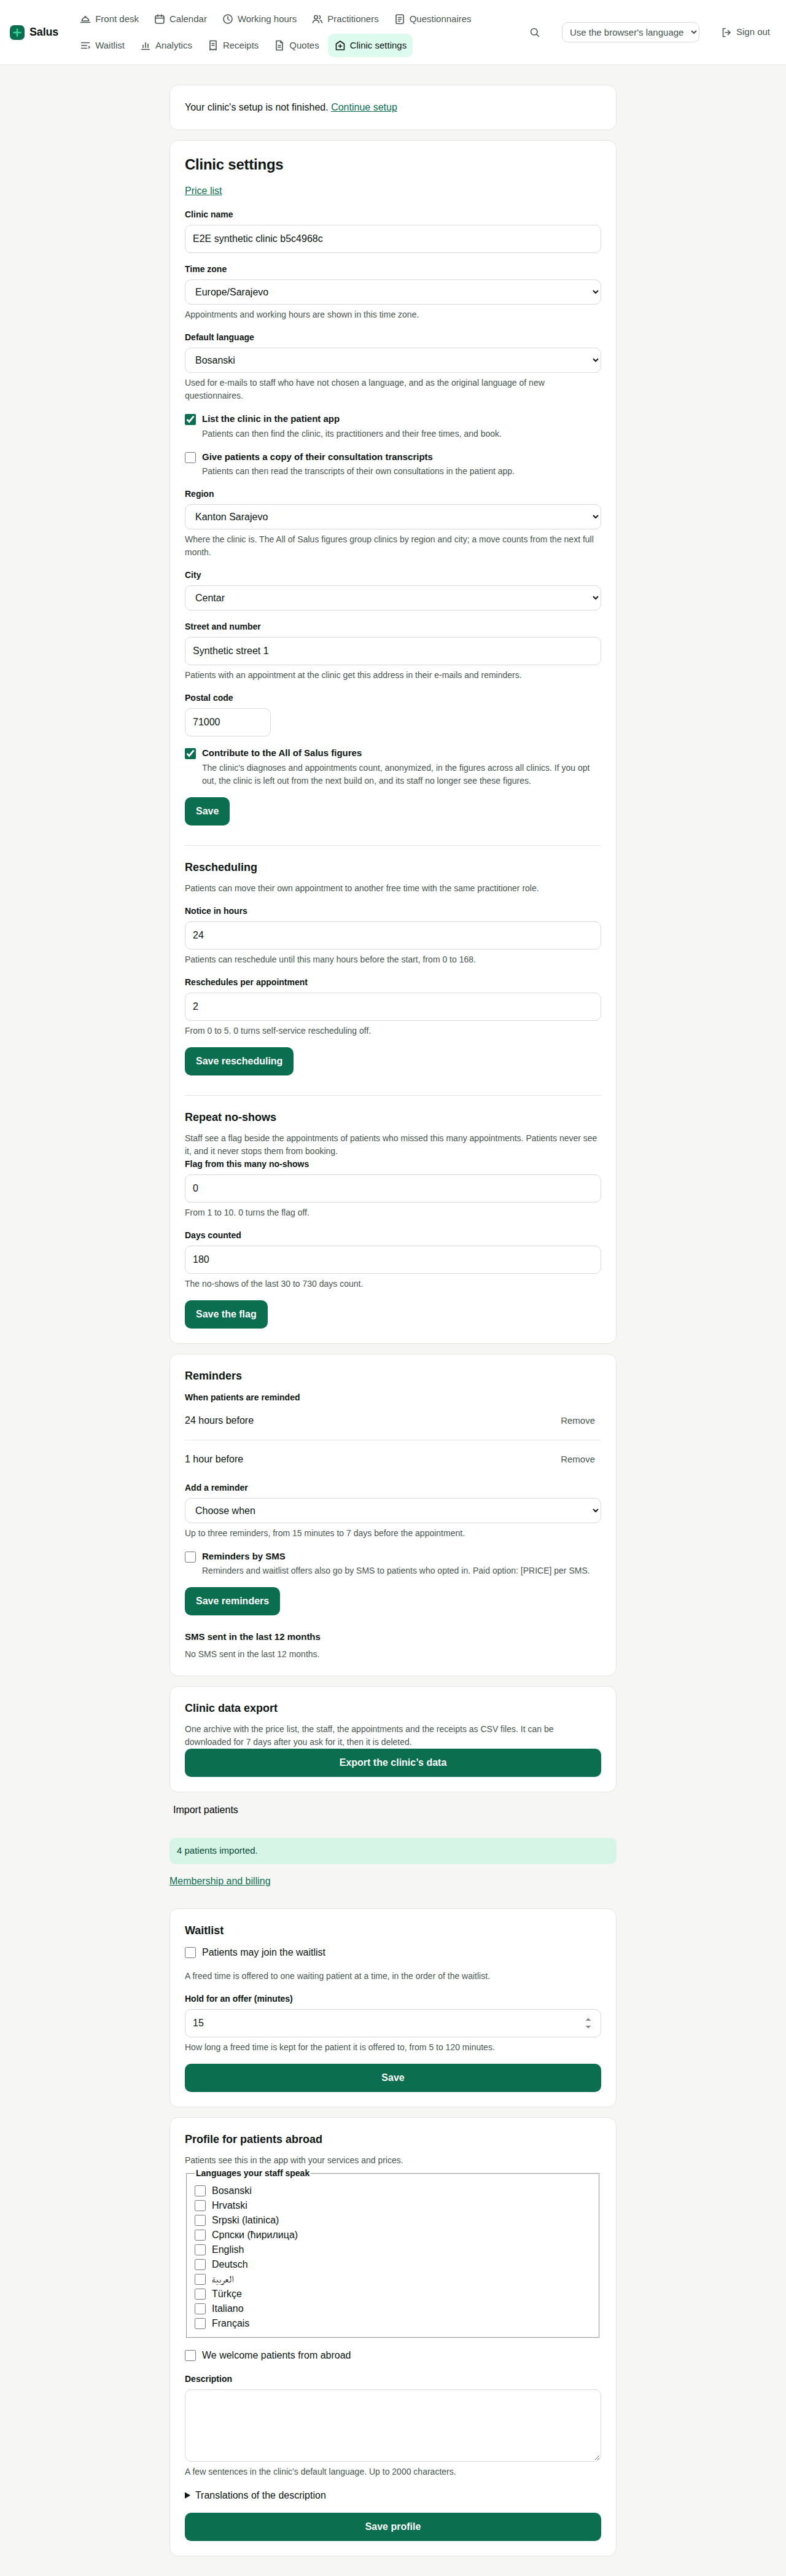 Salus
Front desk
Calendar
Working hours
Practitioners
Questionnaires
Waitlist
Analytics
Receipts
Quotes
Clinic settings
Use the browser's language
Sign out
Your clinic's setup is not finished. Continue setup
Clinic settings
Price list
Clinic name
E2E synthetic clinic b5c4968c
Time zone
Europe/Sarajevo
Appointments and working hours are shown in this time zone.
Default language
Bosanski
Used for e-mails to staff who have not chosen a language, and as the original language of new
questionnaires.
List the clinic in the patient app
Patients can then find the clinic, its practitioners and their free times, and book.
Give patients a copy of their consultation transcripts
Patients can then read the transcripts of their own consultations in the patient app.
Region
Kanton Sarajevo
Where the clinic is. The All of Salus figures group clinics by region and city; a move counts from the next full
month.
City
Centar
Street and number
Synthetic street 1
Patients with an appointment at the clinic get this address in their e-mails and reminders.
Postal code
71000
Contribute to the All of Salus figures
The clinic's diagnoses and appointments count, anonymized, in the figures across all clinics. If you opt
out, the clinic is left out from the next build on, and its staff no longer see these figures.
Save
Rescheduling
Patients can move their own appointment to another free time with the same practitioner role.
Notice in hours
24
Patients can reschedule until this many hours before the start, from 0 to 168.
Reschedules per appointment
2
From 0 to 5. 0 turns self-service rescheduling off.
Save rescheduling
Repeat no-shows
Staff see a flag beside the appointments of patients who missed this many appointments. Patients never see
it, and it never stops them from booking.
Flag from this many no-shows
0
From 1 to 10. 0 turns the flag off.
Days counted
180
The no-shows of the last 30 to 730 days count.
Save the flag
Reminders
When patients are reminded
24 hours before
Remove
1 hour before
Remove
Add a reminder
Choose when
Up to three reminders, from 15 minutes to 7 days before the appointment.
Reminders by SMS
Reminders and waitlist offers also go by SMS to patients who opted in. Paid option: [PRICE] per SMS.
Save reminders
SMS sent in the last 12 months
No SMS sent in the last 12 months.
Clinic data export
One archive with the price list, the staff, the appointments and the receipts as CSV files. It can be
downloaded for 7 days after you ask for it, then it is deleted.
Export the clinic's data
Import patients
4 patients imported.
Membership and billing
Waitlist
Patients may join the waitlist
A freed time is offered to one waiting patient at a time, in the order of the waitlist.
Hold for an offer (minutes)
15
How long a freed time is kept for the patient it is offered to, from 5 to 120 minutes.
Save
Profile for patients abroad
Patients see this in the app with your services and prices.
Languages your staff speak
Bosanski
Hrvatski
Srpski (latinica)
Српски (ћирилица)
English
Deutsch
العربية
Türkçe
Italiano
Français
We welcome patients from abroad
Description
A few sentences in the clinic's default language. Up to 2000 characters.
Translations of the description
Save profile